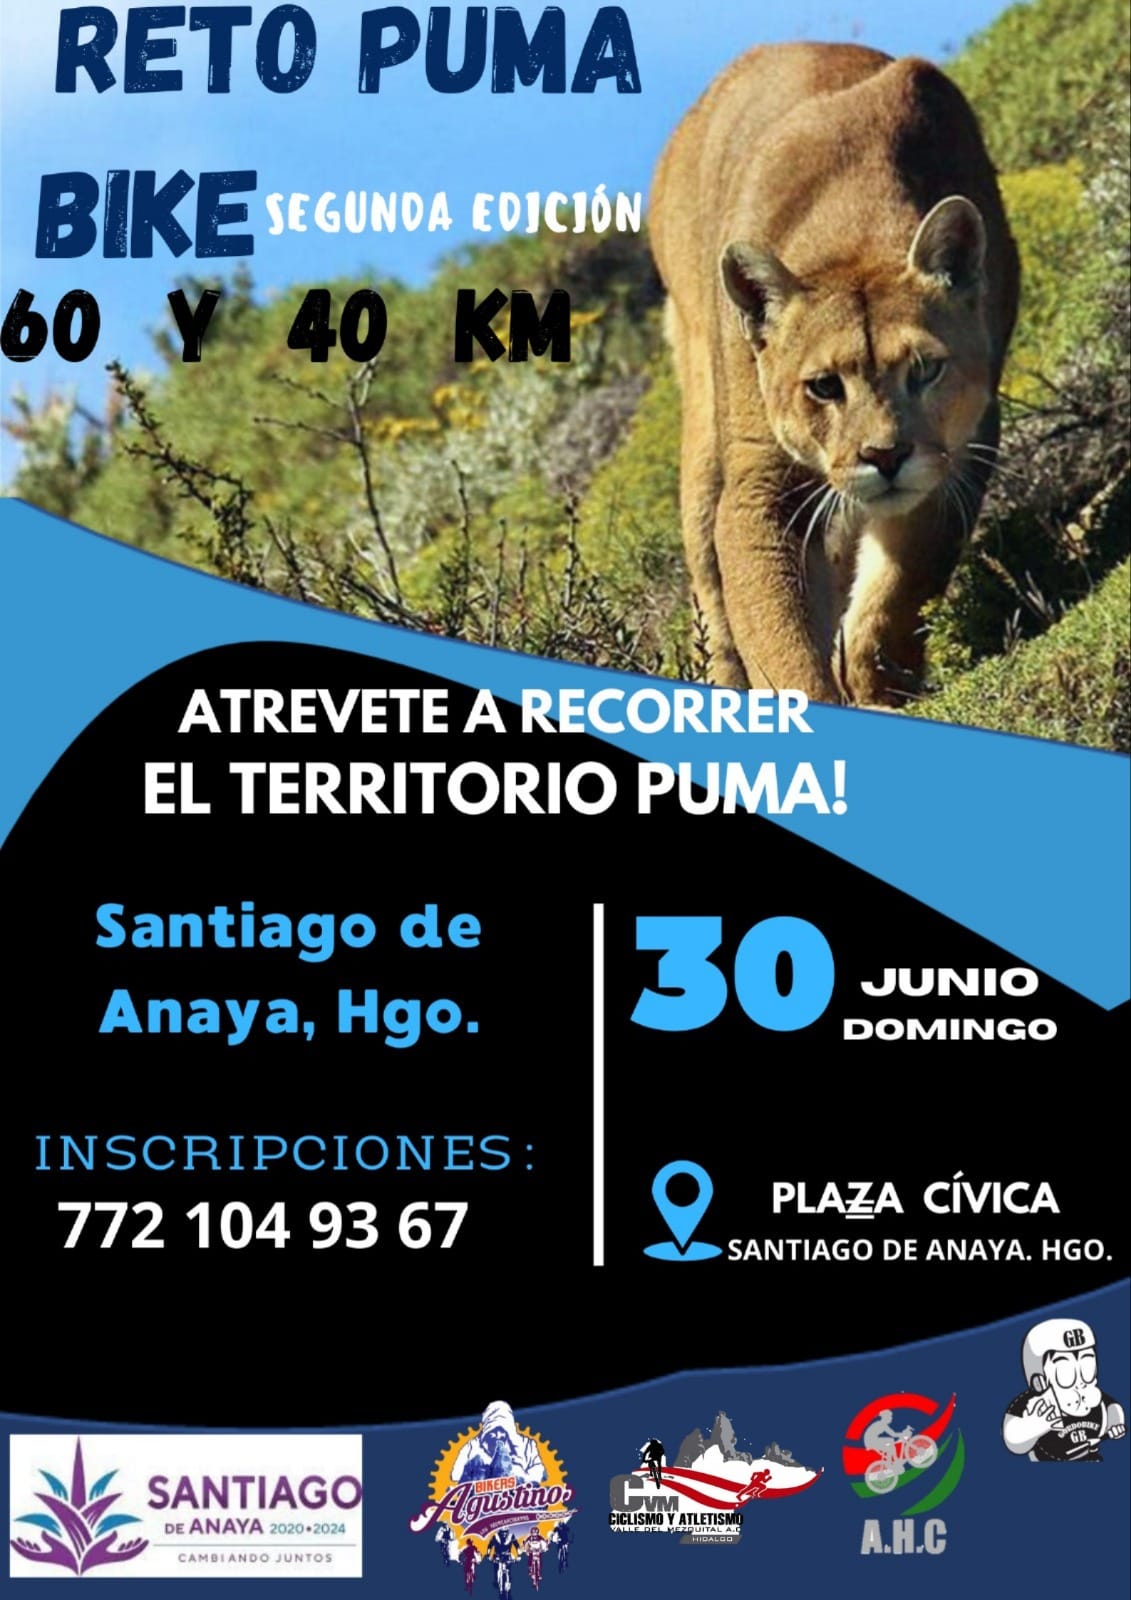 RETO PUMA
BIKE SEGUNDA EDICIÓN
60 Y 40 KM
ATREVETE A RECORRER
EL TERRITORIO PUMA!
Santiago de
Anaya, Hgo.
30 JUNIO
DOMINGO
INSCRIPCIONES:
772 104 93 67
PLAZA CÍVICA
SANTIAGO DE ANAYA. HGO.
SANTIAGO
DE ANAYA 2020•2024
CAMBIANDO JUNTOS
BIKERS
Agustinos
CVM
CICLISMO Y ATLETISMO
VALLE DEL MEZQUITAL A.C
HIDALGO
A.H.C
GB
GORDOBIKE
GB